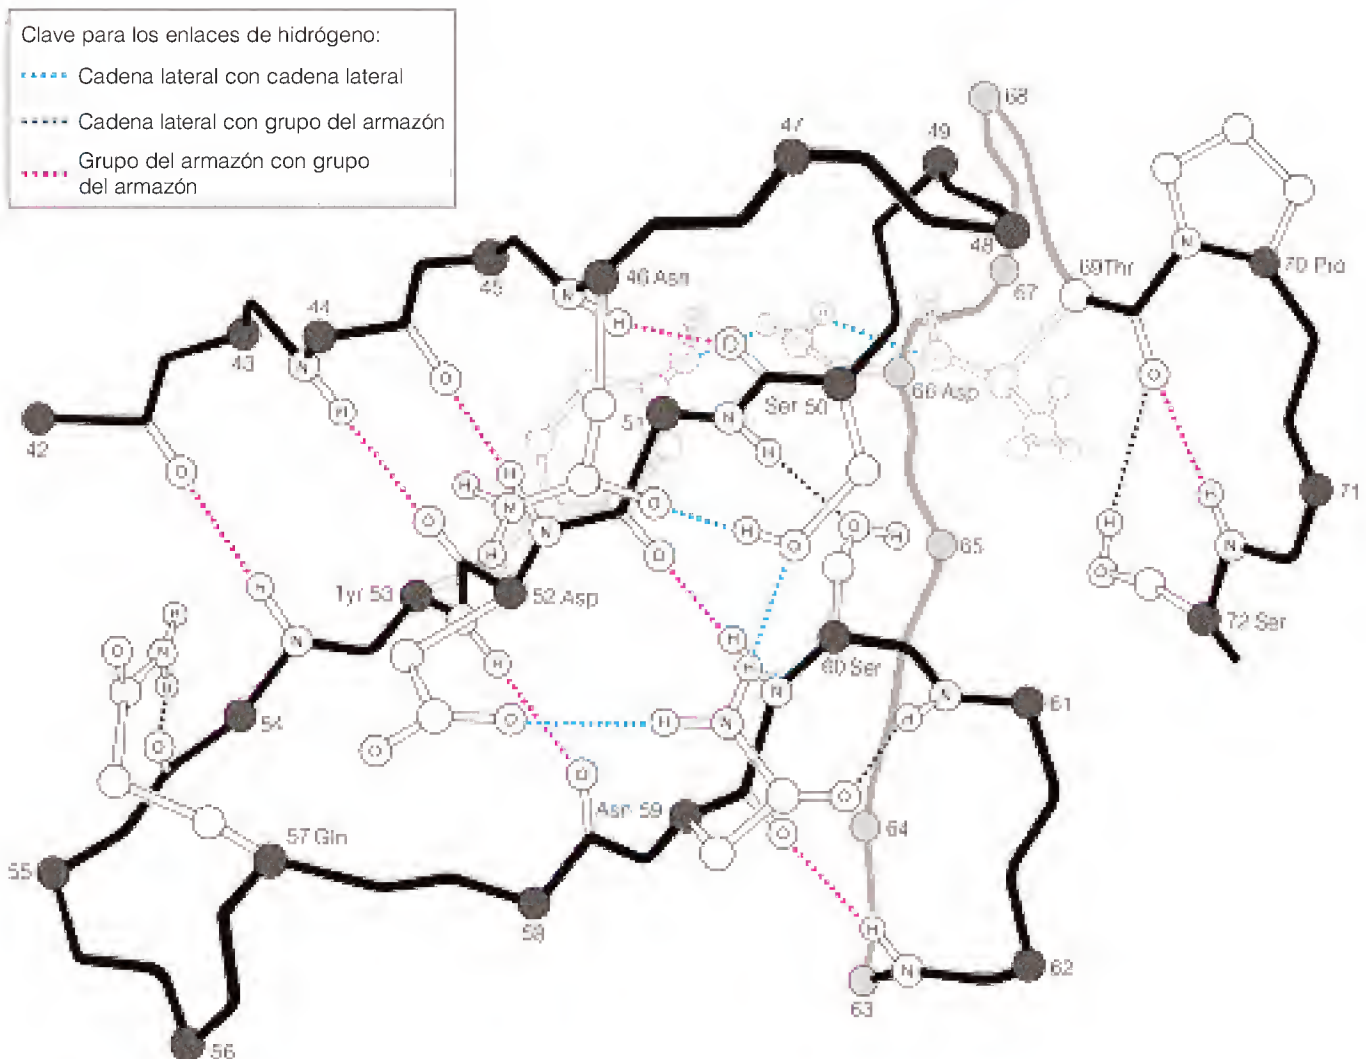 Clave para los enlaces de hidrógeno:
Cadena lateral con cadena lateral
Cadena lateral con grupo del armazón
Grupo del armazón con grupo
del armazón
68
47
49
48
67
69Thr
N
70 Pro
46 Asn
45
N
H
44
43
N
O
O
H
O
66 Asp
Ser 50
51
N
O
42
O
H
H
H
N
O
O
H
71
H
N
O
H
O
H
O
65
N
H
O
H
Tyr 53
52 Asp
O
72 Ser
H
N
O
N
H
H
H
N
60 Ser
N
61
54
O
O
H
N
H
O
O
Asn 59
O
O
64
57 Gln
55
58
H
N
62
63
56